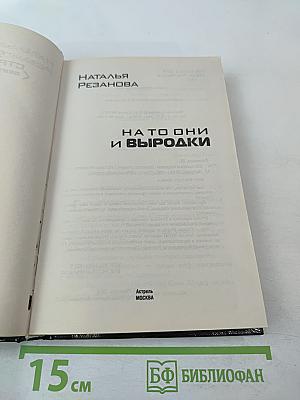 НАТАЛЬЯ
РЕЗАНОВА
НА ТО ОНИ
И ВЫРОДКИ
Астрель
МОСКВА
15 см
БФ БИБЛИОФАН